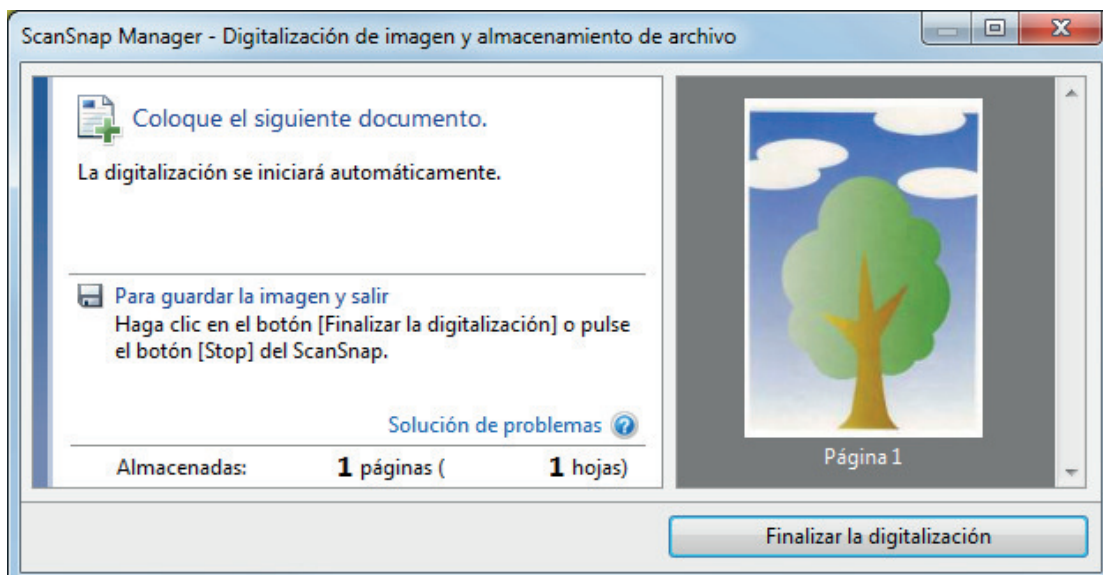 ScanSnap Manager - Digitalización de imagen y almacenamiento de archivo
Coloque el siguiente documento.
La digitalización se iniciará automáticamente.
Para guardar la imagen y salir
Haga clic en el botón [Finalizar la digitalización] o pulse
el botón [Stop] del ScanSnap.
Solución de problemas
Almacenadas: 1 páginas ( 1 hojas)
Página 1
Finalizar la digitalización